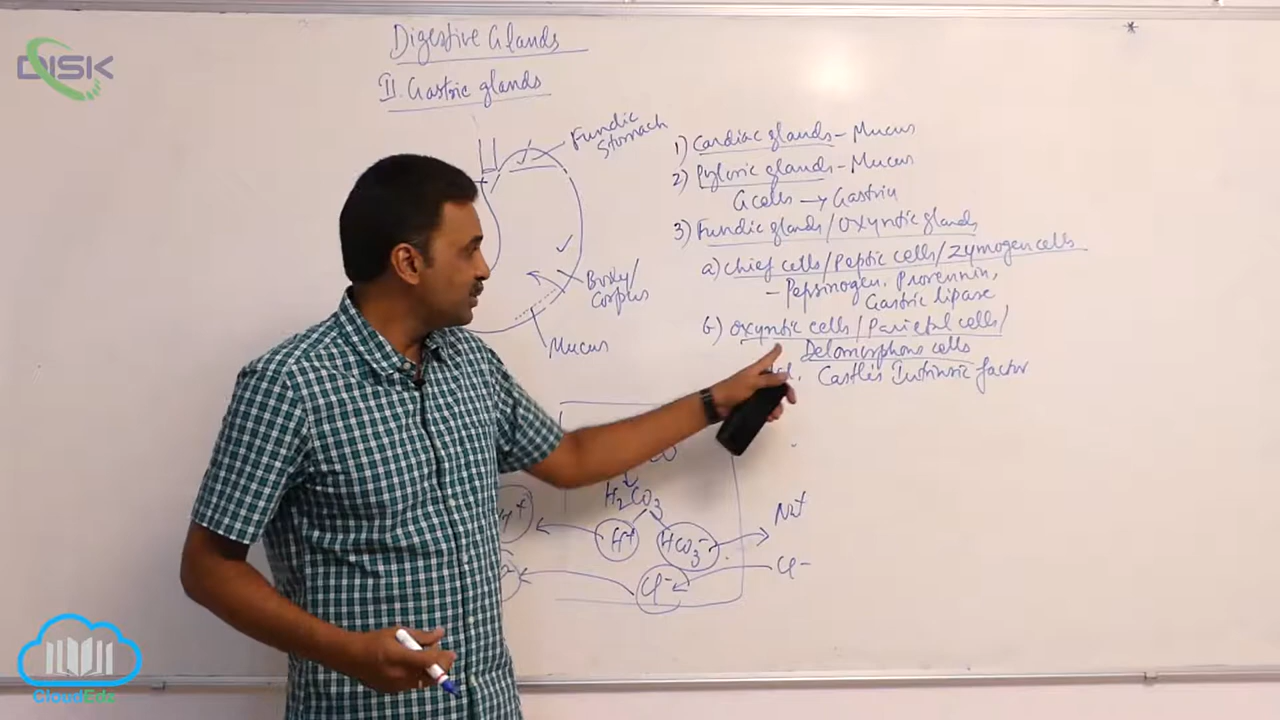 DISK
Digestive Glands
II. Gastric glands
Fundic
Stomach
Body/
Corpus
Mucus
1) Cardiac glands - Mucus
2) Pyloric glands - Mucus
G cells → Gastrin
3) Fundic glands/Oxyntic glands
a) Chief cells/Peptic cells/Zymogen cells
- Pepsinogen, Prorennin,
Gastric lipase
b) Oxyntic cells/Parietal cells/
Delomorphous cells
Castle's Intrinsic factor
H₂CO₃
H+ HCO₃- Na+
Cl- Cl-
CloudEdz